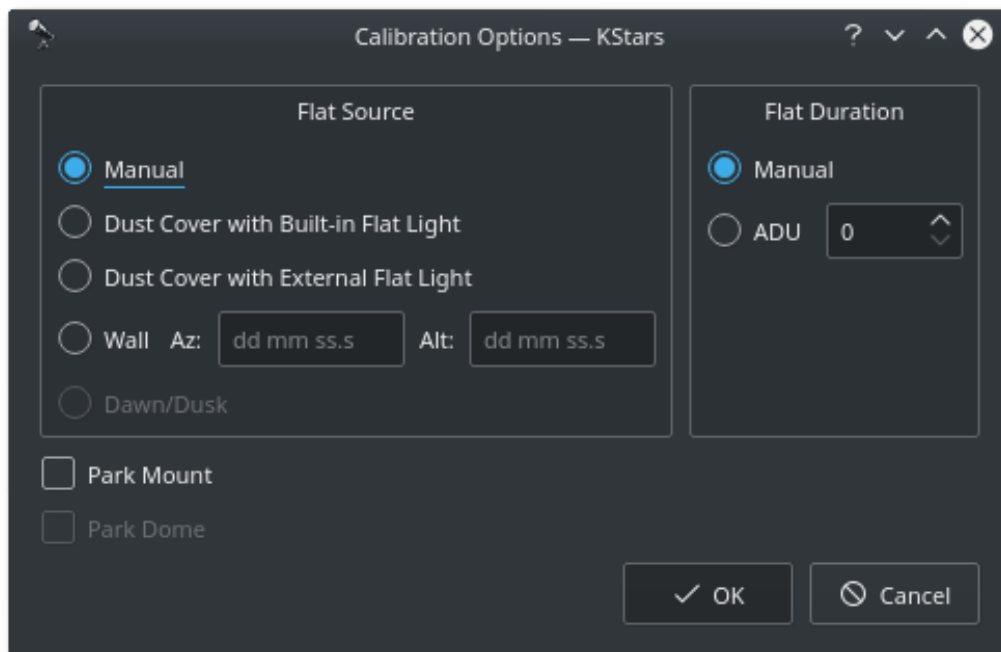 Calibration Options — KStars
Flat Source
Manual
Dust Cover with Built-in Flat Light
Dust Cover with External Flat Light
Wall Az: dd mm ss.s Alt: dd mm ss.s
Dawn/Dusk
Flat Duration
Manual
ADU 0
Park Mount
Park Dome
OK Cancel